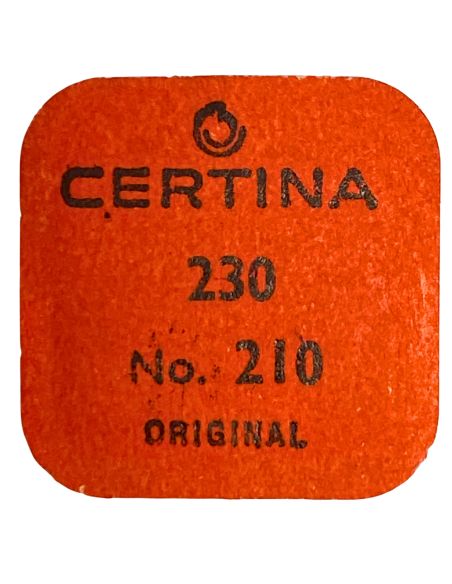 CERTINA
230
No. 210
ORIGINAL